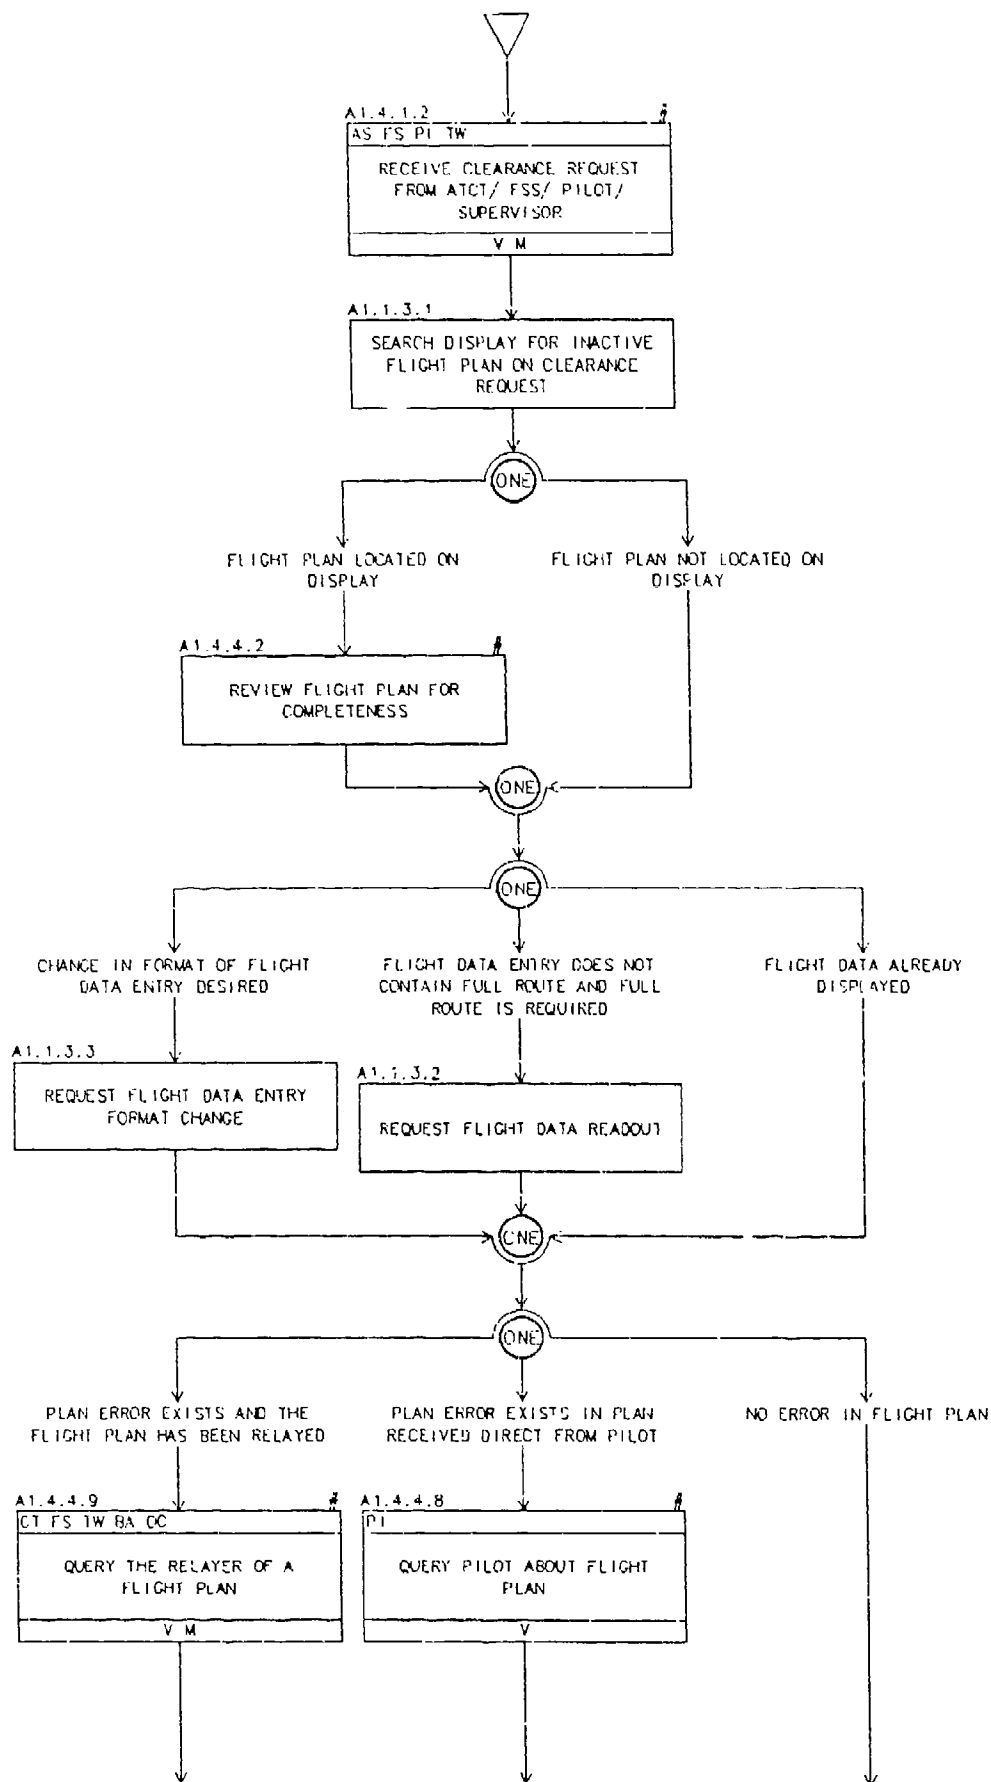 A1.4.1.2
AS FS PI TW
RECEIVE CLEARANCE REQUEST
FROM ATCT/ FSS/ PILOT/
SUPERVISOR
V M
A1.1.3.1
SEARCH DISPLAY FOR INACTIVE
FLIGHT PLAN ON CLEARANCE
REQUEST
ONE
FLIGHT PLAN LOCATED ON
DISPLAY
FLIGHT PLAN NOT LOCATED ON
DISPLAY
A1.4.4.2
REVIEW FLIGHT PLAN FOR
COMPLETENESS
ONE
ONE
CHANGE IN FORMAT OF FLIGHT
DATA ENTRY DESIRED
FLIGHT DATA ENTRY DOES NOT
CONTAIN FULL ROUTE AND FULL
ROUTE IS REQUIRED
FLIGHT DATA ALREADY
DISPLAYED
A1.1.3.3
REQUEST FLIGHT DATA ENTRY
FORMAT CHANGE
A1.1.3.2
REQUEST FLIGHT DATA READOUT
ONE
ONE
PLAN ERROR EXISTS AND THE
FLIGHT PLAN HAS BEEN RELAYED
PLAN ERROR EXISTS IN PLAN
RECEIVED DIRECT FROM PILOT
NO ERROR IN FLIGHT PLAN
A1.4.4.9
CT FS TW BA OC
QUERY THE RELAYER OF A
FLIGHT PLAN
V M
A1.4.4.8
PI
QUERY PILOT ABOUT FLIGHT
PLAN
V